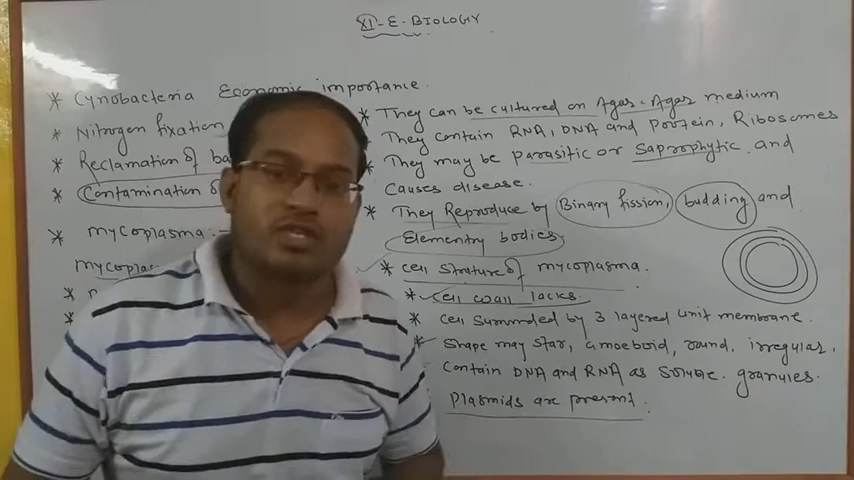 XI-E-BIOLOGY
* Cynobacteria Economic importance.
* Nitrogen fixation
* Reclamation of
* Contamination
* mycoplasma :-
mycoplas
* They can be cultured on Agar-Agar medium
They contain RNA, DNA and Protein, Ribosomes
* They may be parasitic or saprophytic and
causes disease.
* They Reproduce by Binary fission, budding and
Elementry bodies
* Cell struture of mycoplasma.
* Cell wall lacks.
* Cell surrunded by 3 layered unit membrane.
Shape may star, amoeboid, round, irregular.
Contain DNA and RNA as soluble granules.
Plasmids are present.